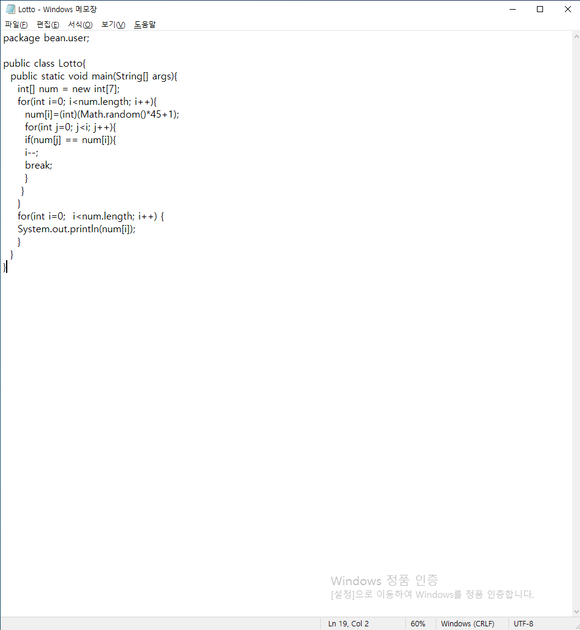 Lotto - Windows 메모장
파일(F) 편집(E) 서식(O) 보기(V) 도움말
package bean.user;

public class Lotto{
  public static void main(String[] args){
    int[] num = new int[7];
    for(int i=0; i<num.length; i++){
      num[i]=(int)(Math.random()*45+1);
      for(int j=0; j<i; j++){
      if(num[j] == num[i]){
      i--;
      break;
      }
     }
    }
    for(int i=0;  i<num.length; i++) {
    System.out.println(num[i]);
    }
  }
}
Windows 정품 인증
[설정]으로 이동하여 Windows를 정품 인증합니다.
Ln 19, Col 2 60% Windows (CRLF) UTF-8